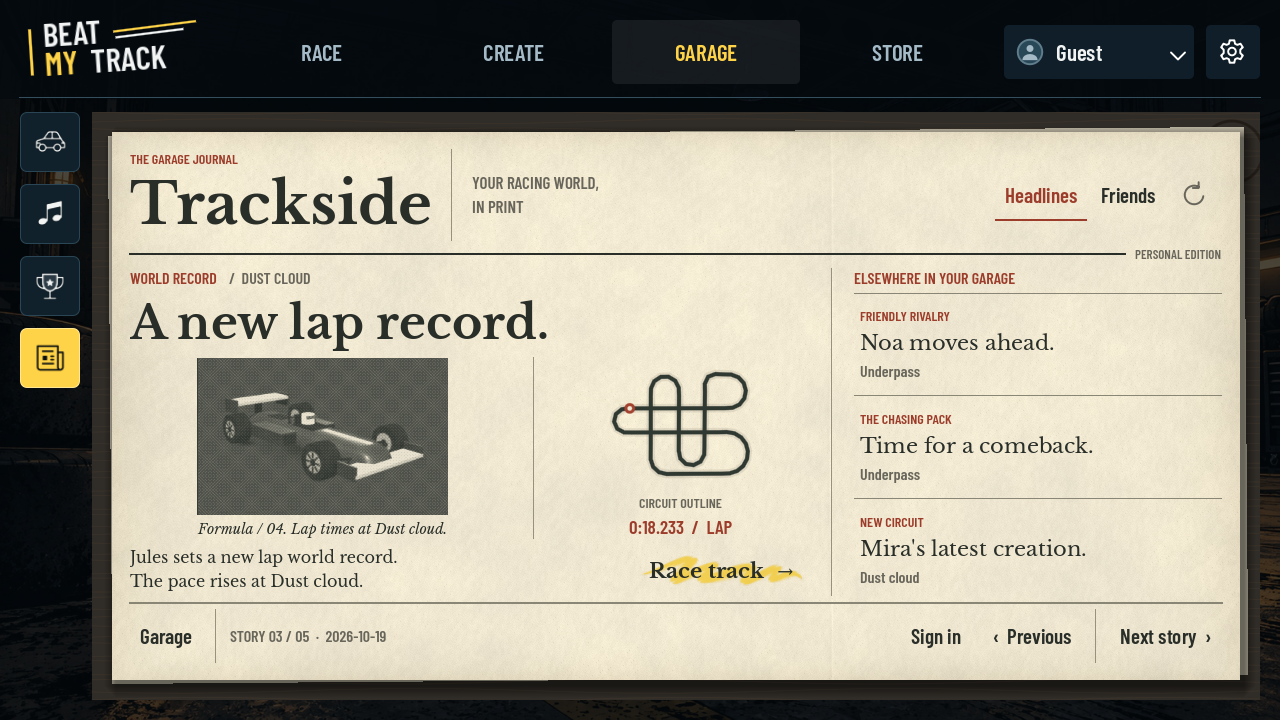 BEAT
MY TRACK
RACE
CREATE
GARAGE
STORE
Guest
THE GARAGE JOURNAL
Trackside
YOUR RACING WORLD,
IN PRINT
Headlines
Friends
PERSONAL EDITION
WORLD RECORD / DUST CLOUD
A new lap record.
Formula / 04. Lap times at Dust cloud.
Jules sets a new lap world record.
The pace rises at Dust cloud.
CIRCUIT OUTLINE
0:18.233 / LAP
Race track →
ELSEWHERE IN YOUR GARAGE
FRIENDLY RIVALRY
Noa moves ahead.
Underpass
THE CHASING PACK
Time for a comeback.
Underpass
NEW CIRCUIT
Mira's latest creation.
Dust cloud
Garage
STORY 03 / 05 · 2026-10-19
Sign in
‹ Previous
Next story ›